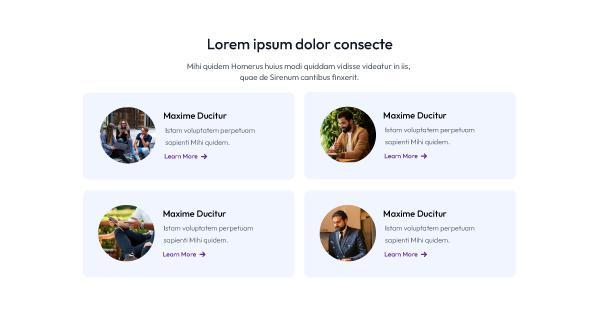 Lorem ipsum dolor consecte
Mihi quidem Homerus huius modi quiddam vidisse videatur in iis,
quae de Sirenum cantibus finxerit.
Maxime Ducitur
Istam voluptatem perpetuam
sapienti Mihi quidem.
Learn More
Maxime Ducitur
Istam voluptatem perpetuam
sapienti Mihi quidem.
Learn More
Maxime Ducitur
Istam voluptatem perpetuam
sapienti Mihi quidem.
Learn More
Maxime Ducitur
Istam voluptatem perpetuam
sapienti Mihi quidem.
Learn More